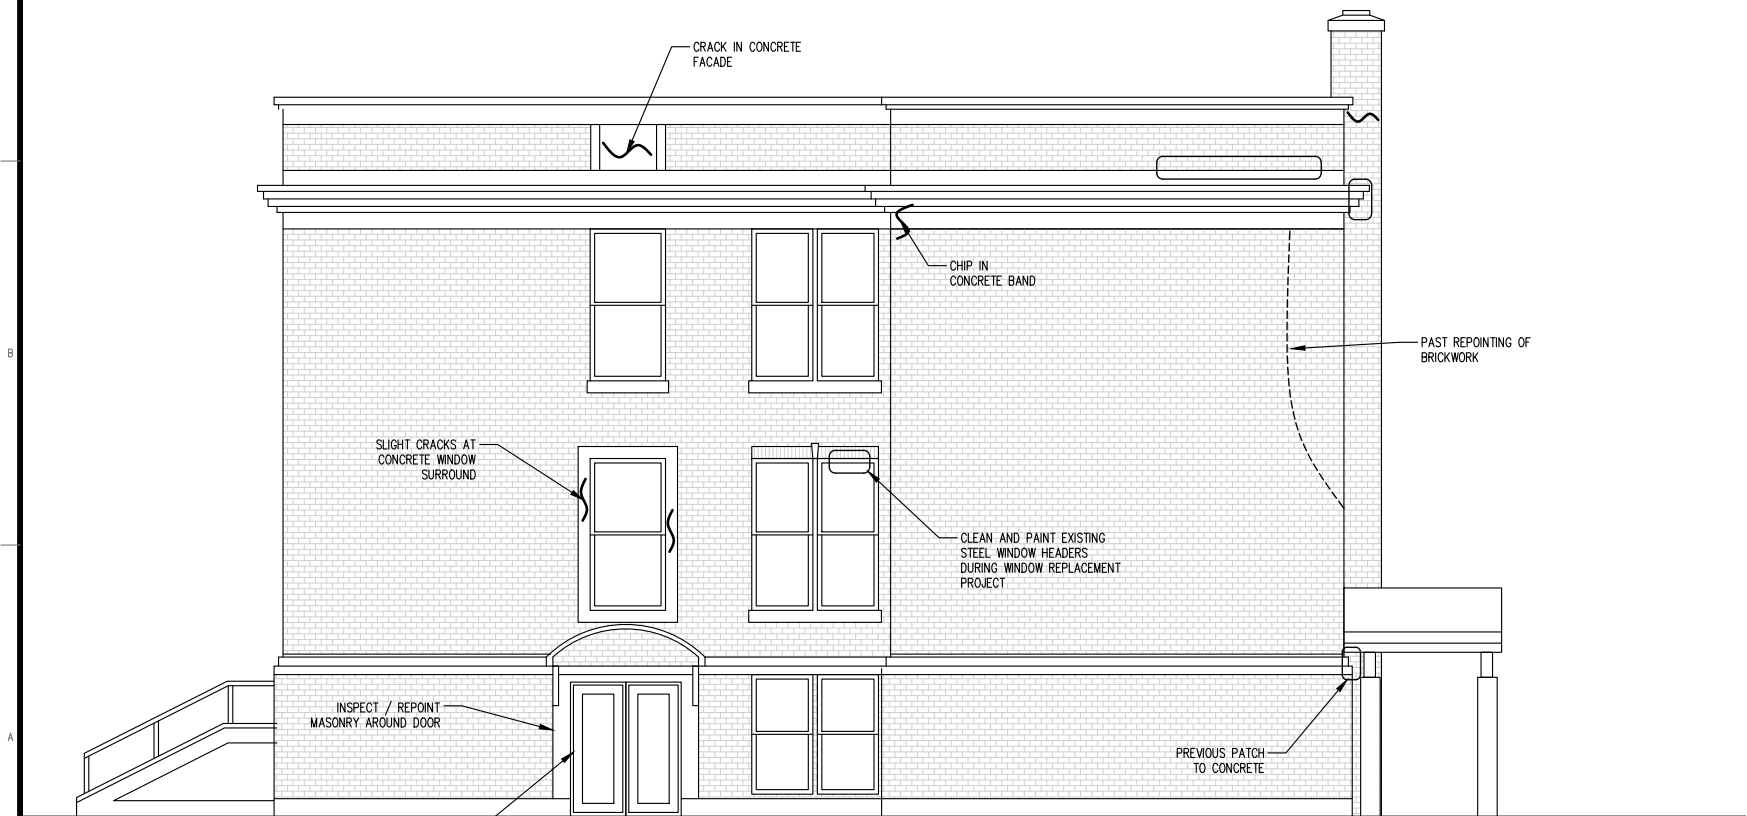 CRACK IN CONCRETE
FACADE
CHIP IN
CONCRETE BAND
B
PAST REPOINTING OF
BRICKWORK
SLIGHT CRACKS AT
CONCRETE WINDOW
SURROUND
CLEAN AND PAINT EXISTING
STEEL WINDOW HEADERS
DURING WINDOW REPLACEMENT
PROJECT
INSPECT / REPOINT
MASONRY AROUND DOOR
A
PREVIOUS PATCH
TO CONCRETE